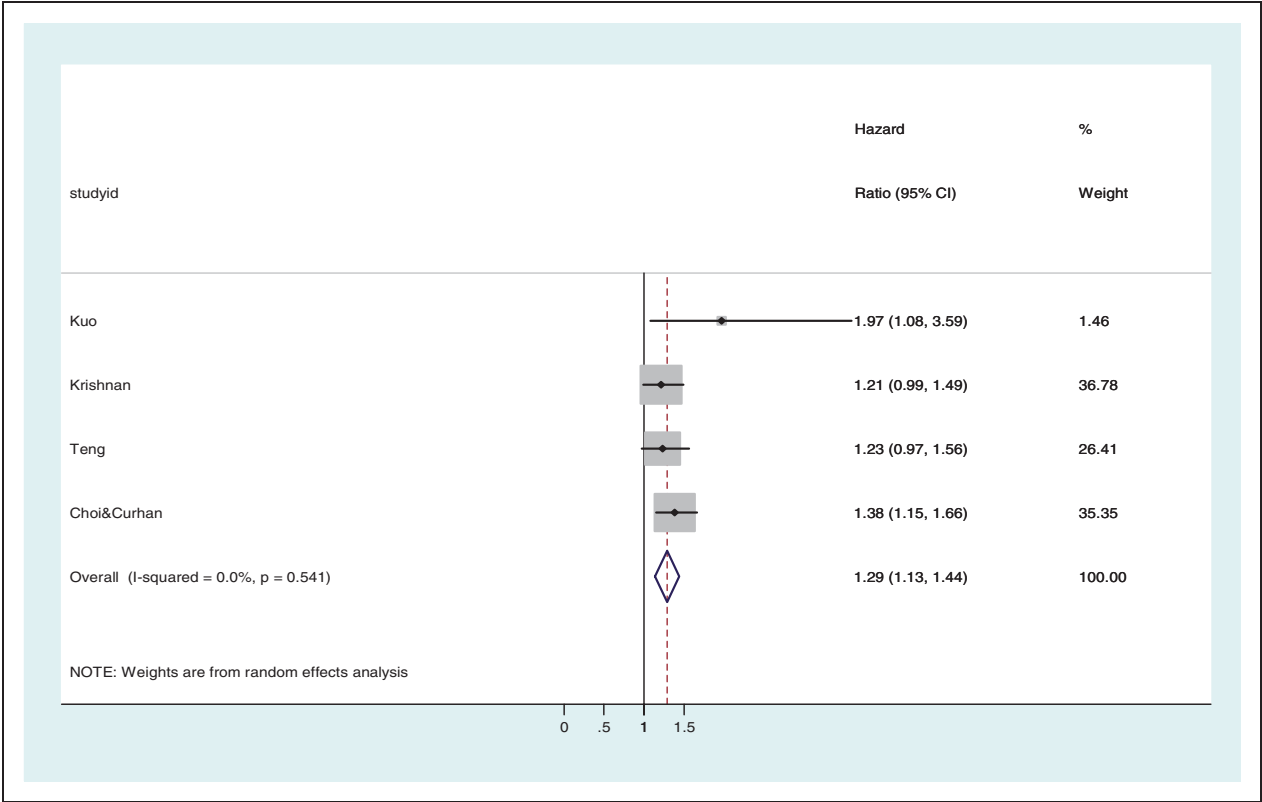 Hazard %
studyid Ratio (95% CI) Weight
Kuo 1.97 (1.08, 3.59) 1.46
Krishnan 1.21 (0.99, 1.49) 36.78
Teng 1.23 (0.97, 1.56) 26.41
Choi&Curhan 1.38 (1.15, 1.66) 35.35
Overall (I-squared = 0.0%, p = 0.541) 1.29 (1.13, 1.44) 100.00
NOTE: Weights are from random effects analysis
0 .5 1 1.5